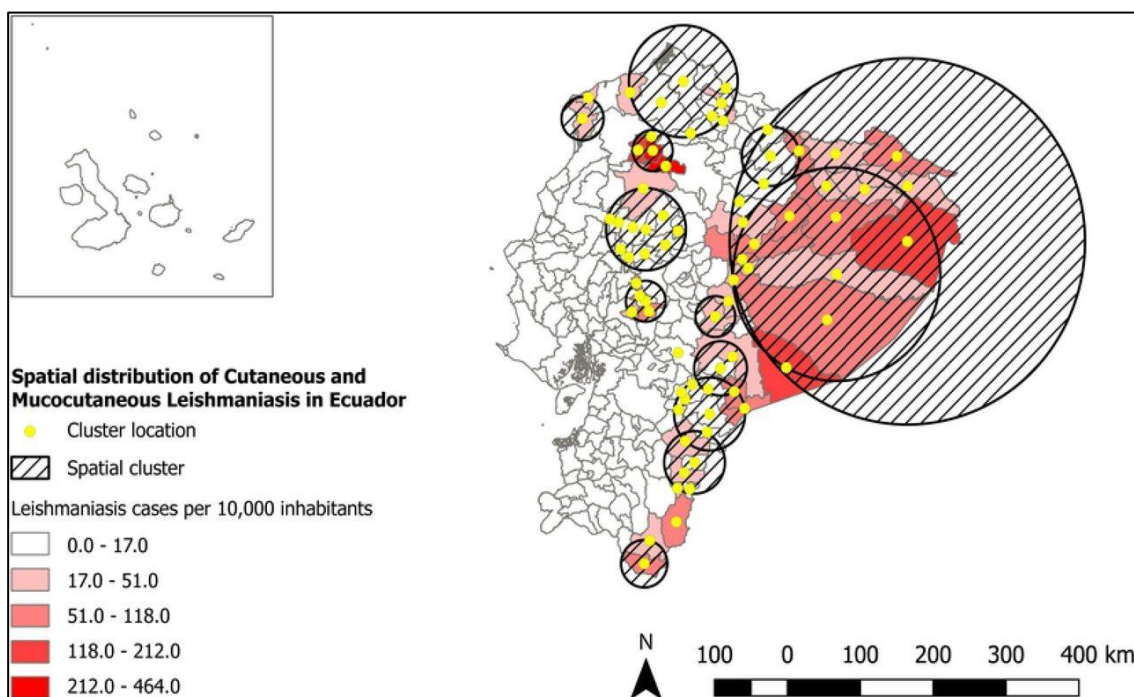 Spatial distribution of Cutaneous and
Mucocutaneous Leishmaniasis in Ecuador
Cluster location
Spatial cluster
Leishmaniasis cases per 10,000 inhabitants
0.0 - 17.0
17.0 - 51.0
51.0 - 118.0
118.0 - 212.0
212.0 - 464.0
N
100 0 100 200 300 400 km